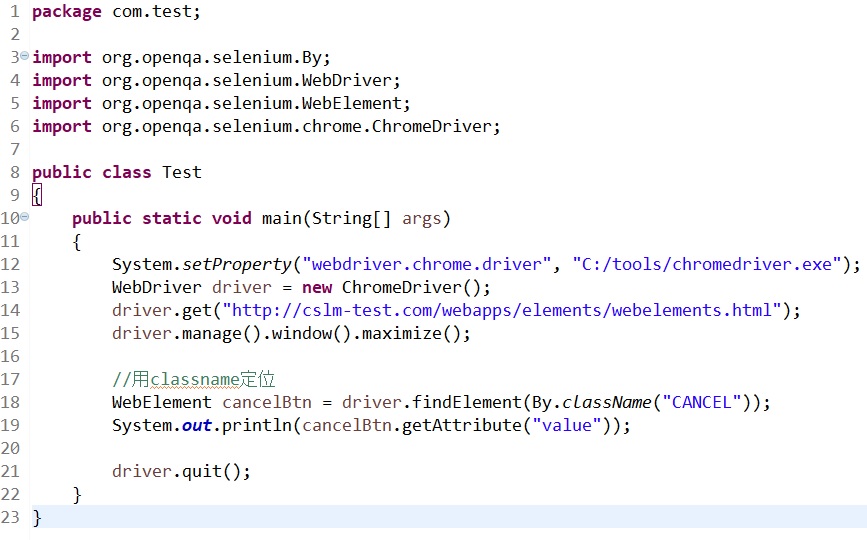 1 package com.test;
2
3 import org.openqa.selenium.By;
4 import org.openqa.selenium.WebDriver;
5 import org.openqa.selenium.WebElement;
6 import org.openqa.selenium.chrome.ChromeDriver;
7
8 public class Test
9 {
10     public static void main(String[] args)
11     {
12         System.setProperty("webdriver.chrome.driver", "C:/tools/chromedriver.exe");
13         WebDriver driver = new ChromeDriver();
14         driver.get("http://cslm-test.com/webapps/elements/webelements.html");
15         driver.manage().window().maximize();
16
17         //用classname定位
18         WebElement cancelBtn = driver.findElement(By.className("CANCEL"));
19         System.out.println(cancelBtn.getAttribute("value"));
20
21         driver.quit();
22     }
23 }